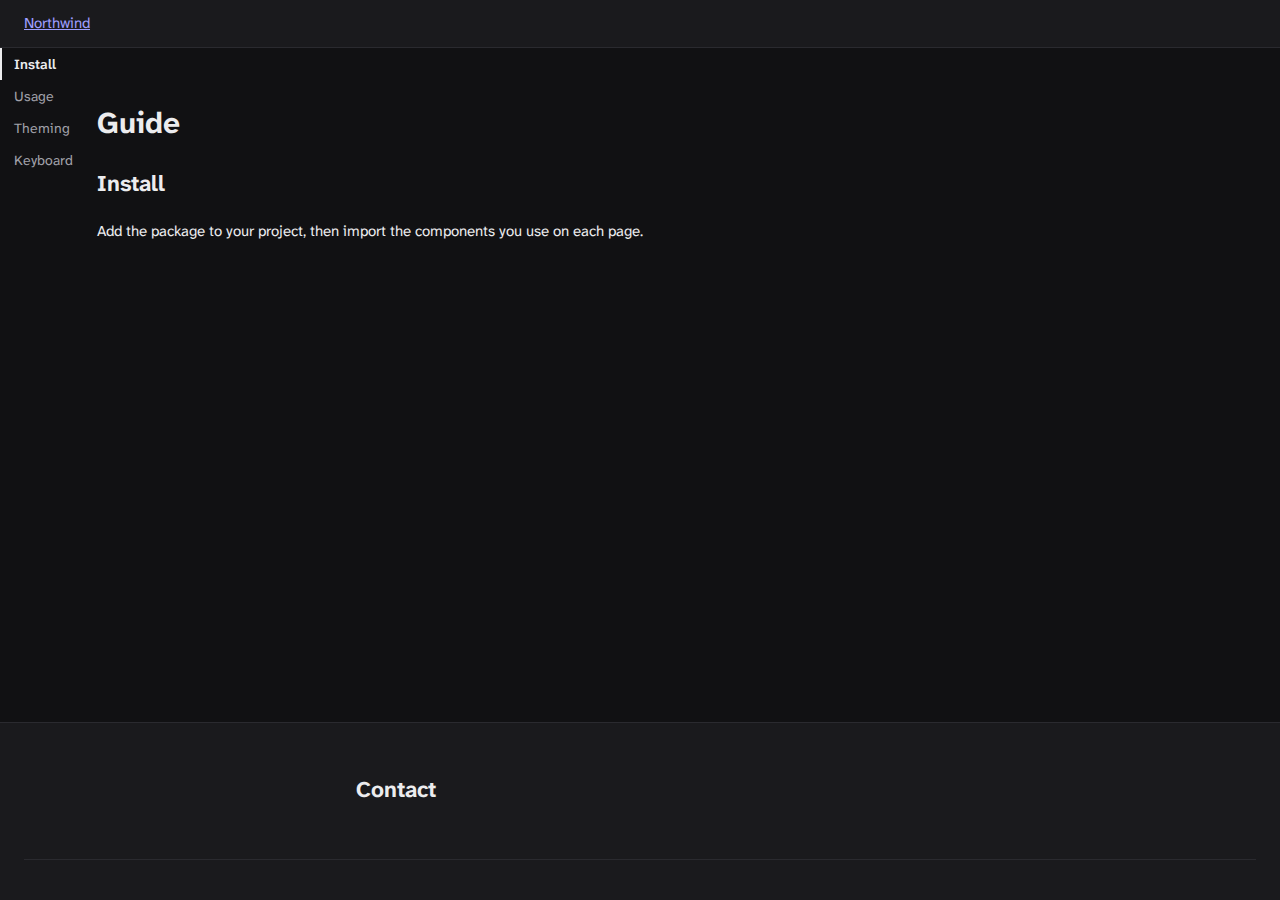 Northwind
Install
Usage
Theming
Keyboard
Guide
Install
Add the package to your project, then import the components you use on each page.
Contact